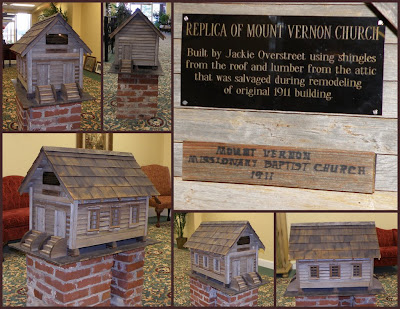 REPLICA OF MOUNT VERNON CHURCH
Built by Jackie Overstreet using shingles
from the roof and lumber from the attic
that was salvaged during remodeling
of original 1911 building.
MOUNT VERNON
MISSIONARY BAPTIST CHURCH
1911